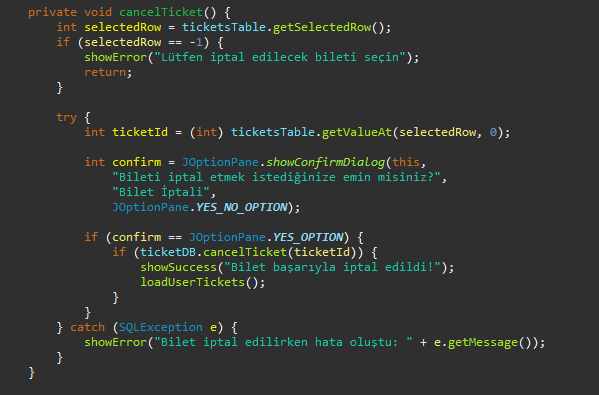 private void cancelTicket() {
    int selectedRow = ticketsTable.getSelectedRow();
    if (selectedRow == -1) {
        showError("Lütfen iptal edilecek bileti seçin");
        return;
    }

    try {
        int ticketId = (int) ticketsTable.getValueAt(selectedRow, 0);

        int confirm = JOptionPane.showConfirmDialog(this,
            "Bileti iptal etmek istediğinize emin misiniz?",
            "Bilet İptali",
            JOptionPane.YES_NO_OPTION);

        if (confirm == JOptionPane.YES_OPTION) {
            if (ticketDB.cancelTicket(ticketId)) {
                showSuccess("Bilet başarıyla iptal edildi!");
                loadUserTickets();
            }
        }
    } catch (SQLException e) {
        showError("Bilet iptal edilirken hata oluştu: " + e.getMessage());
    }
}